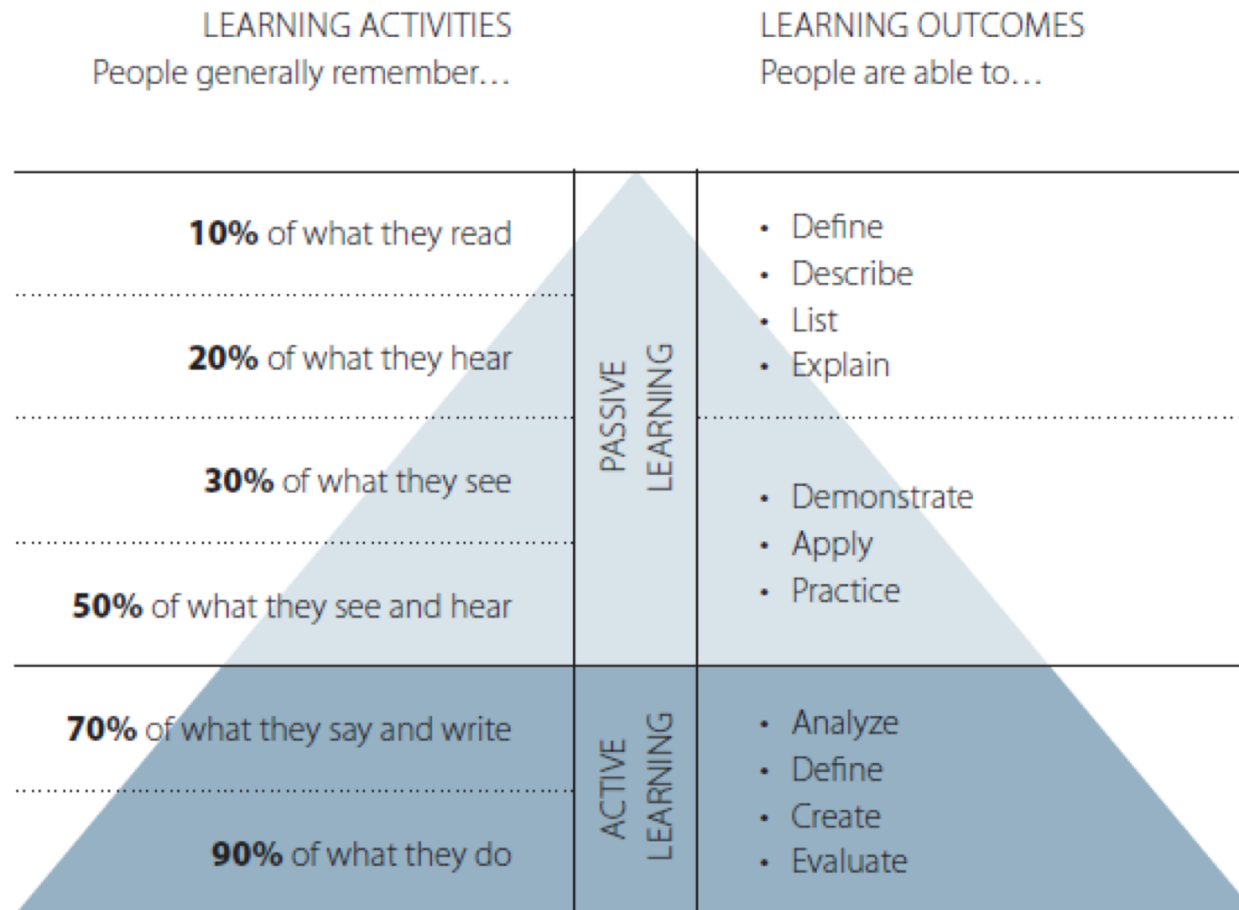 LEARNING ACTIVITIES
People generally remember…
LEARNING OUTCOMES
People are able to…
10% of what they read
20% of what they hear
30% of what they see
50% of what they see and hear
70% of what they say and write
90% of what they do
PASSIVE
LEARNING
ACTIVE
LEARNING
• Define
• Describe
• List
• Explain
• Demonstrate
• Apply
• Practice
• Analyze
• Define
• Create
• Evaluate